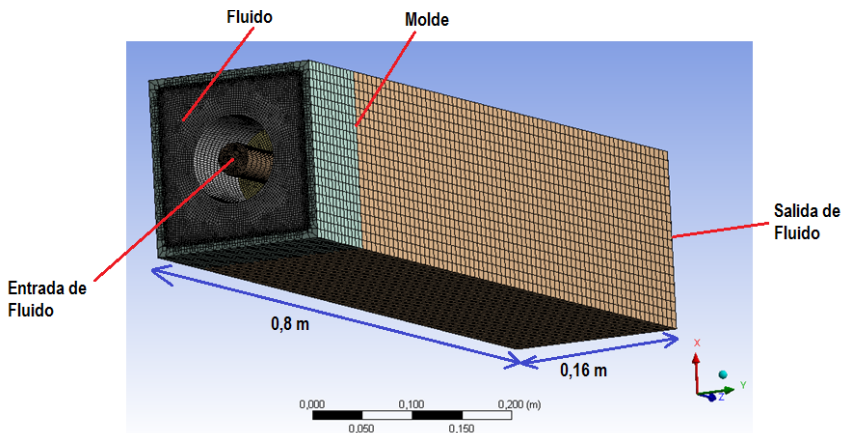 Fluido
Molde
Salida de
Fluido
Entrada de
Fluido
0,8 m
0,16 m
0,000
0,100
0,200 (m)
0,050
0,150
X
Y
Z